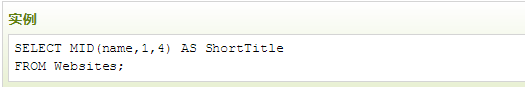 实例
SELECT MID(name,1,4) AS ShortTitle
FROM Websites;